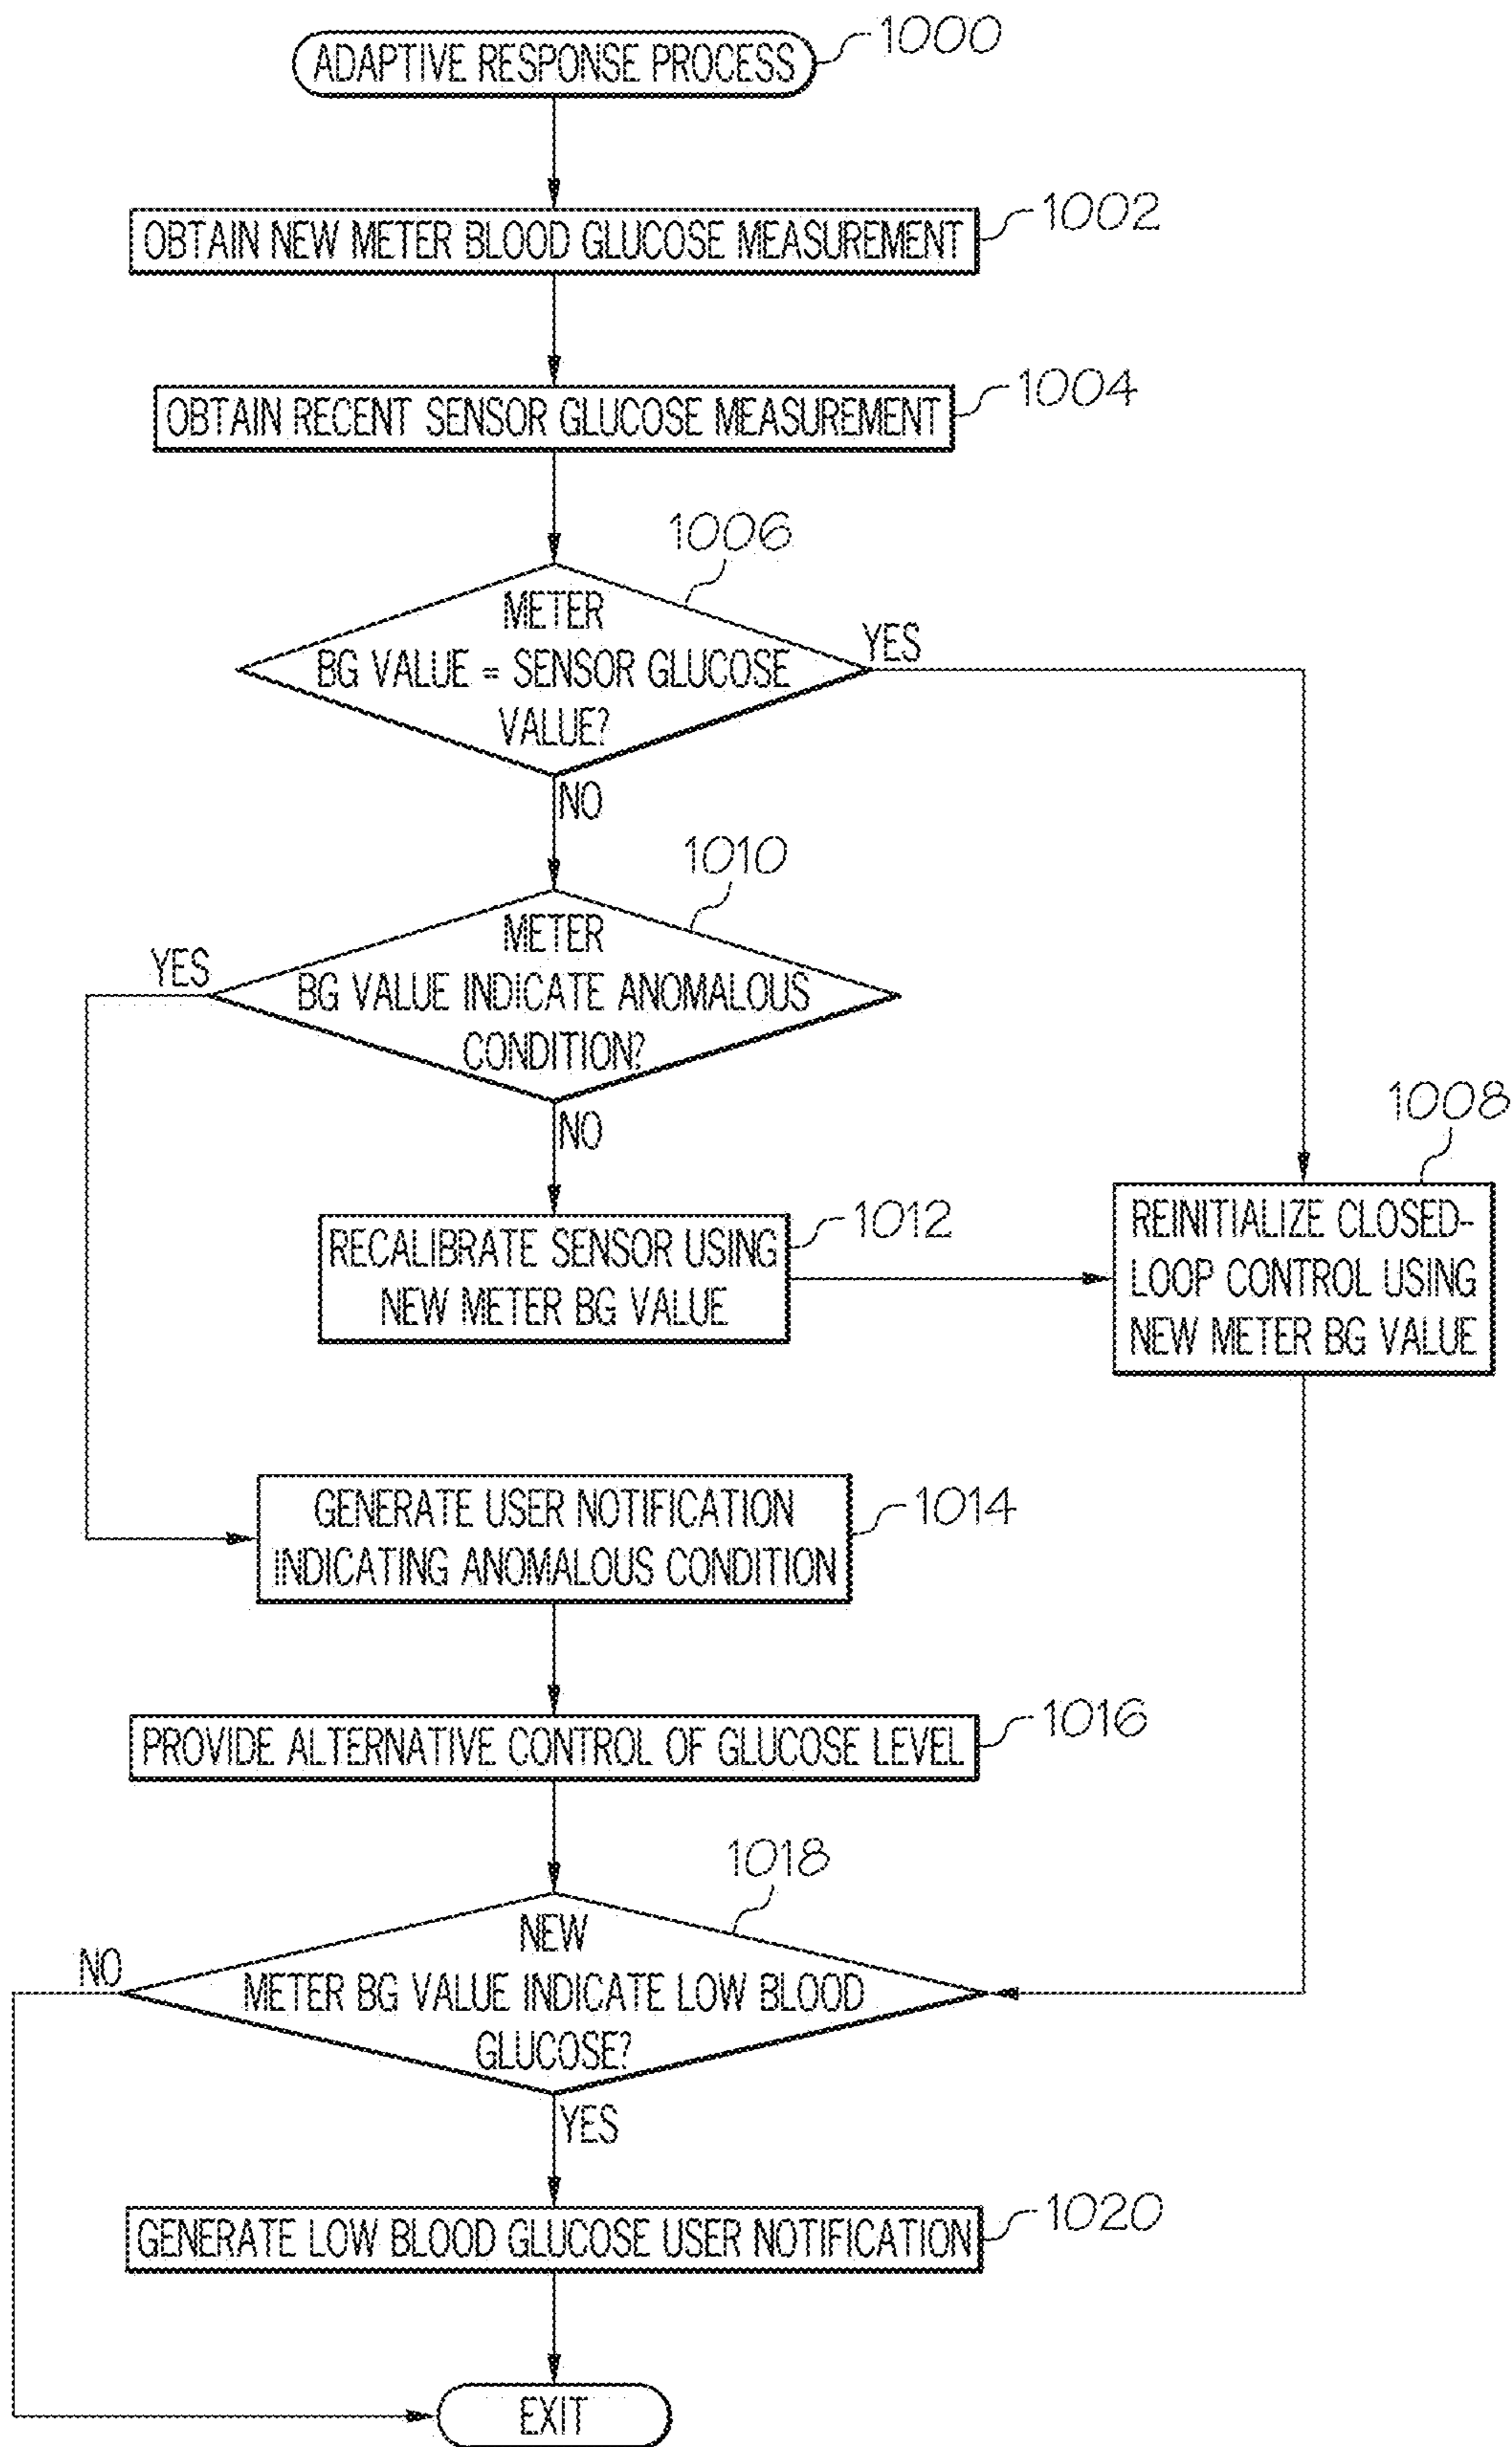 ADAPTIVE RESPONSE PROCESS
1000
OBTAIN NEW METER BLOOD GLUCOSE MEASUREMENT
1002
OBTAIN RECENT SENSOR GLUCOSE MEASUREMENT
1004
1006
METER
BG VALUE = SENSOR GLUCOSE
VALUE?
YES
NO
1010
METER
BG VALUE INDICATE ANOMALOUS
CONDITION?
YES
NO
1008
REINITIALIZE CLOSED-
LOOP CONTROL USING
NEW METER BG VALUE
1012
RECALIBRATE SENSOR USING
NEW METER BG VALUE
GENERATE USER NOTIFICATION
INDICATING ANOMALOUS CONDITION
1014
PROVIDE ALTERNATIVE CONTROL OF GLUCOSE LEVEL
1016
1018
NEW
METER BG VALUE INDICATE LOW BLOOD
GLUCOSE?
NO
YES
GENERATE LOW BLOOD GLUCOSE USER NOTIFICATION
1020
EXIT